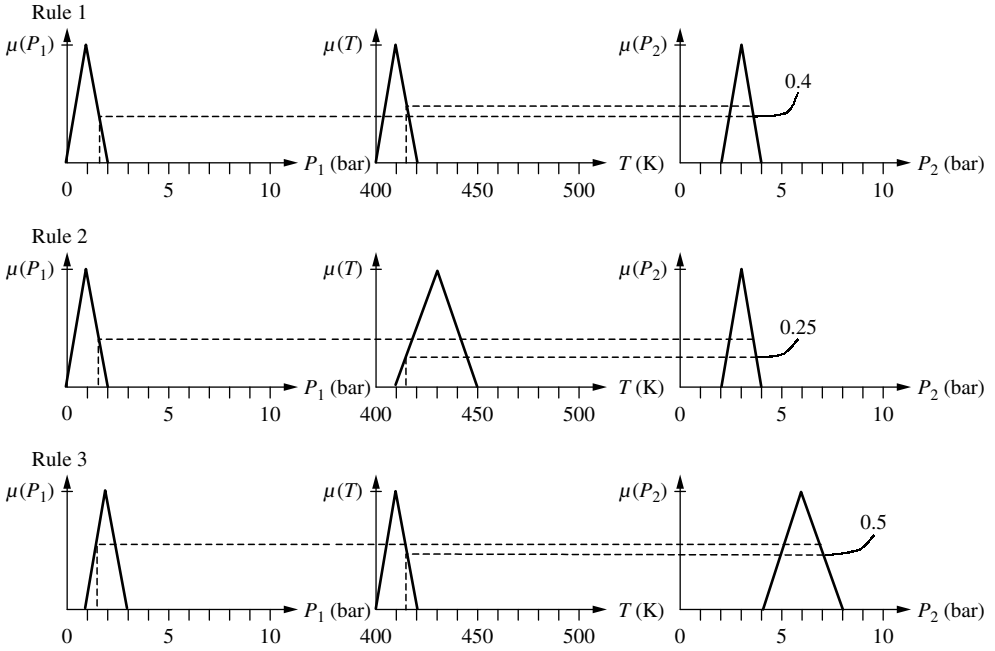 Rule 1
μ(P₁) μ(T) μ(P₂)
0.4
P₁ (bar) T (K) P₂ (bar)
0 5 10 400 450 500 0 5 10
Rule 2
μ(P₁) μ(T) μ(P₂)
0.25
P₁ (bar) T (K) P₂ (bar)
0 5 10 400 450 500 0 5 10
Rule 3
μ(P₁) μ(T) μ(P₂)
0.5
P₁ (bar) T (K) P₂ (bar)
0 5 10 400 450 500 0 5 10